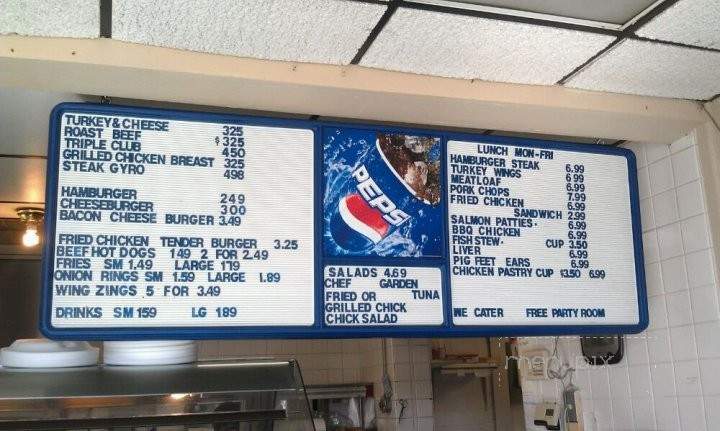 TURKEY & CHEESE 325
ROAST BEEF $325
TRIPLE CLUB 450
GRILLED CHICKEN BREAST 325
STEAK GYRO 498
HAMBURGER 249
CHEESEBURGER 300
BACON CHEESE BURGER 3.49
FRIED CHICKEN TENDER BURGER 3.25
BEEF HOT DOGS 149 2 FOR 2.49
FRIES SM 1.49 LARGE 179
ONION RINGS SM 1.59 LARGE 1.89
WING ZINGS 5 FOR 3.49
DRINKS SM 159 LG 189
PEPSI
SALADS 4.69
CHEF GARDEN
FRIED OR TUNA
GRILLED CHICK
CHICK SALAD
LUNCH MON-FRI
HAMBURGER STEAK 6.99
TURKEY WINGS 6.99
MEATLOAF 6.99
PORK CHOPS 7.99
FRIED CHICKEN 6.99
SANDWICH 2.99
SALMON PATTIES. 6.99
BBQ CHICKEN 6.99
FISH STEW. CUP 3.50
LIVER 6.99
PIG FEET EARS 6.99
CHICKEN PASTRY CUP $3.50 6.99
WE CATER FREE PARTY ROOM
menupix